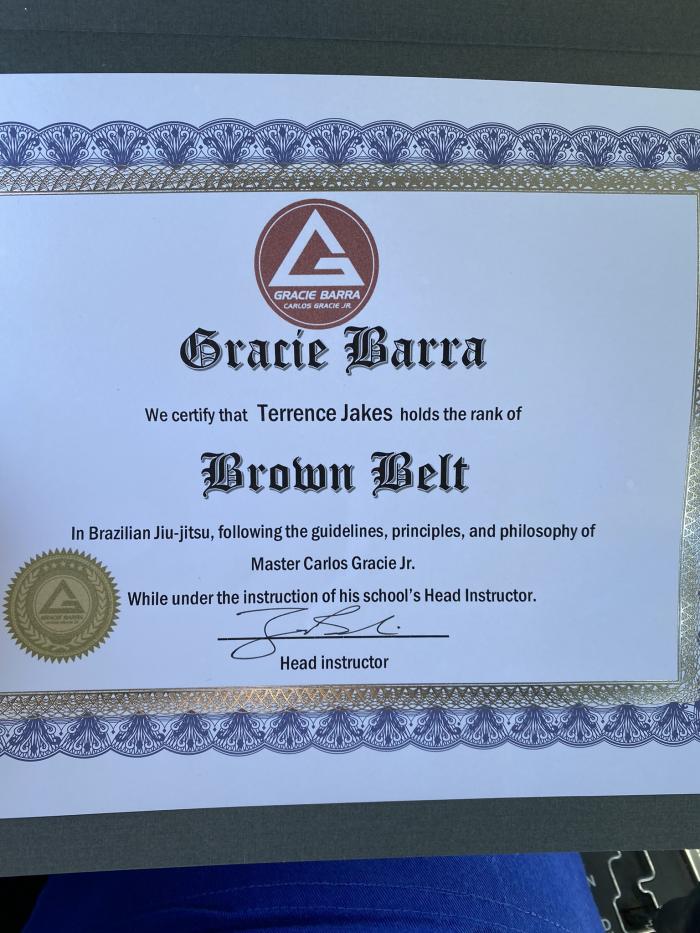 GRACIE BARRA
CARLOS GRACIE JR.
Gracie Barra
We certify that Terrence Jakes holds the rank of
Brown Belt
In Brazilian Jiu-jitsu, following the guidelines, principles, and philosophy of
Master Carlos Gracie Jr.
While under the instruction of his school's Head Instructor.
GRACIE BARRA
Head instructor